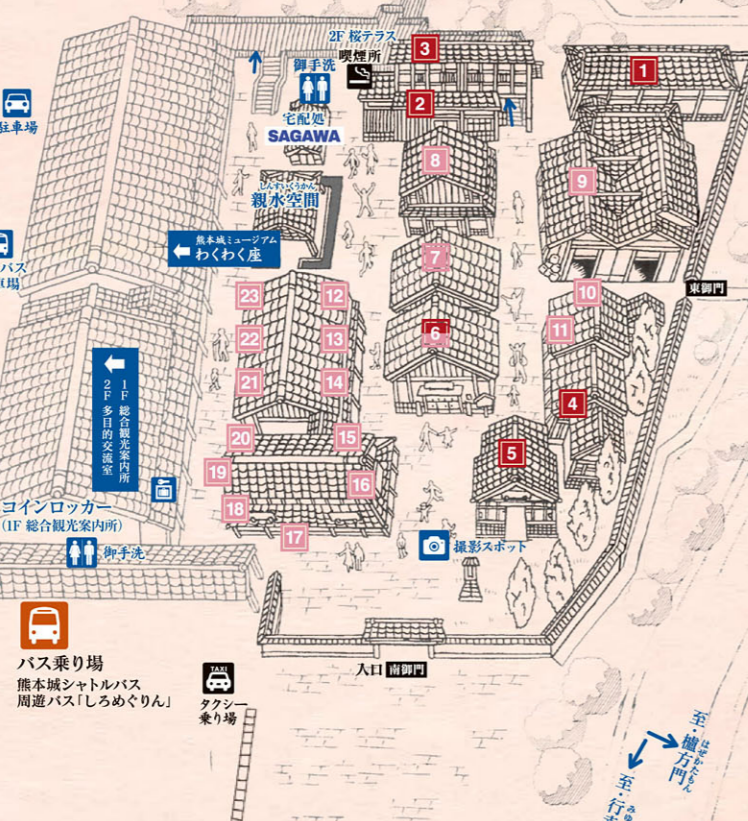 2F 桜テラス
喫煙所
御手洗
宅配処
SAGAWA
3
2
1
駐車場
しんすいくうかん
親水空間
8
9
熊本城ミュージアム
わくわく座
バス
7
東御門
23
12
10
22
13
6
11
21
14
4
1F 総合観光案内所
2F 多目的交流室
20
15
5
19
16
18
17
コインロッカー
(1F 総合観光案内所)
御手洗
撮影スポット
バス乗り場
熊本城シャトルバス
周遊バス「しろめぐりん」
TAXI
タクシー
乗り場
入口 南御門
至・櫨方門
はぜかたもん